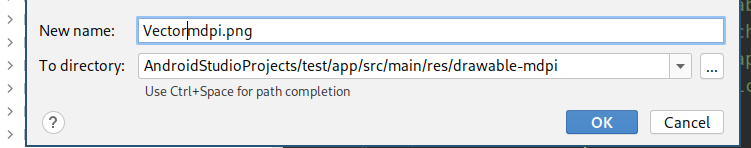 New name: Vectormdpi.png
To directory: AndroidStudioProjects/test/app/src/main/res/drawable-mdpi ...
Use Ctrl+Space for path completion
? OK Cancel